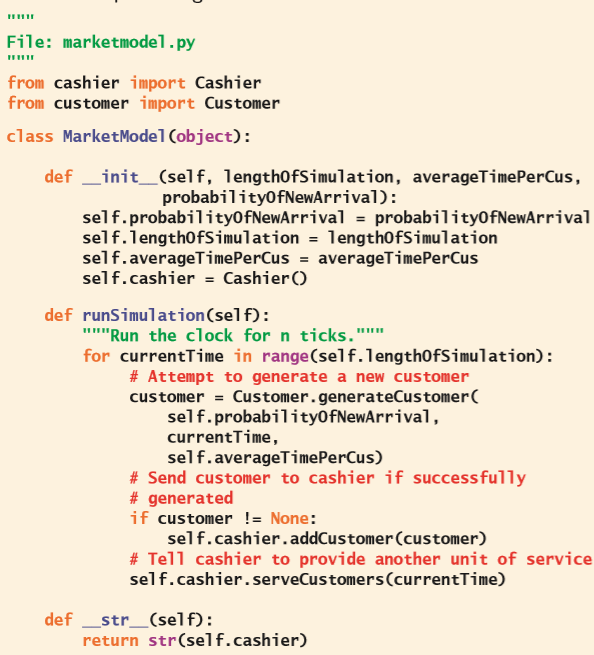 """
File: marketmodel.py
"""
from cashier import Cashier
from customer import Customer
class MarketModel(object):
    def __init__(self, lengthOfSimulation, averageTimePerCus,
                 probabilityOfNewArrival):
        self.probabilityOfNewArrival = probabilityOfNewArrival
        self.lengthOfSimulation = lengthOfSimulation
        self.averageTimePerCus = averageTimePerCus
        self.cashier = Cashier()
    def runSimulation(self):
        """Run the clock for n ticks."""
        for currentTime in range(self.lengthOfSimulation):
            # Attempt to generate a new customer
            customer = Customer.generateCustomer(
                self.probabilityOfNewArrival,
                currentTime,
                self.averageTimePerCus)
            # Send customer to cashier if successfully
            # generated
            if customer != None:
                self.cashier.addCustomer(customer)
            # Tell cashier to provide another unit of service
            self.cashier.serveCustomers(currentTime)
    def __str__(self):
        return str(self.cashier)